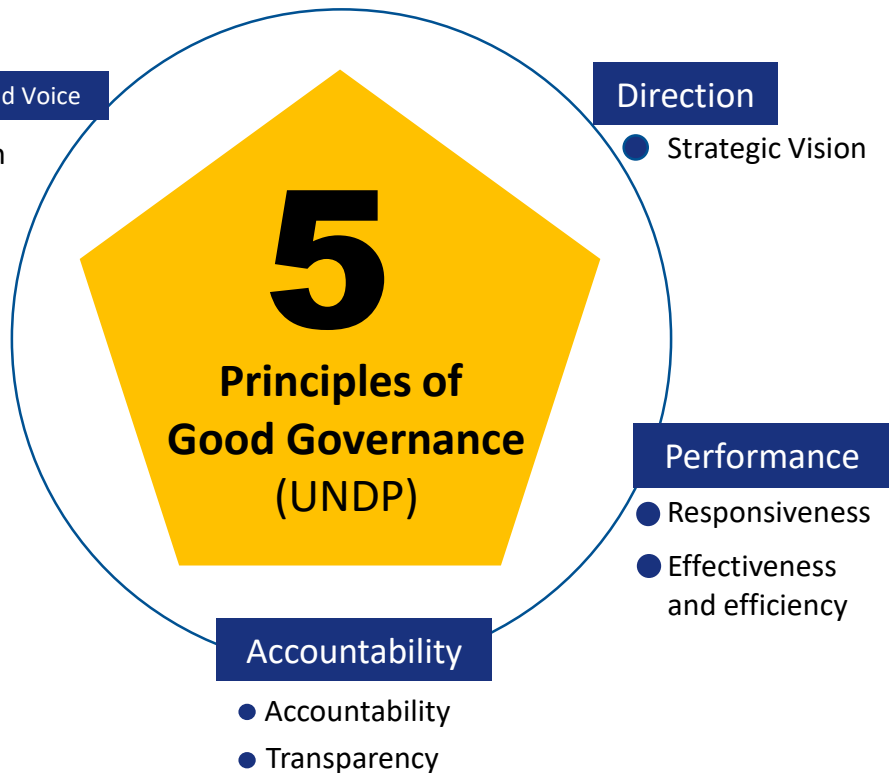 d Voice
n
Direction
Strategic Vision
5
Principles of
Good Governance
(UNDP)
Performance
Responsiveness
Effectiveness
and efficiency
Accountability
Accountability
Transparency